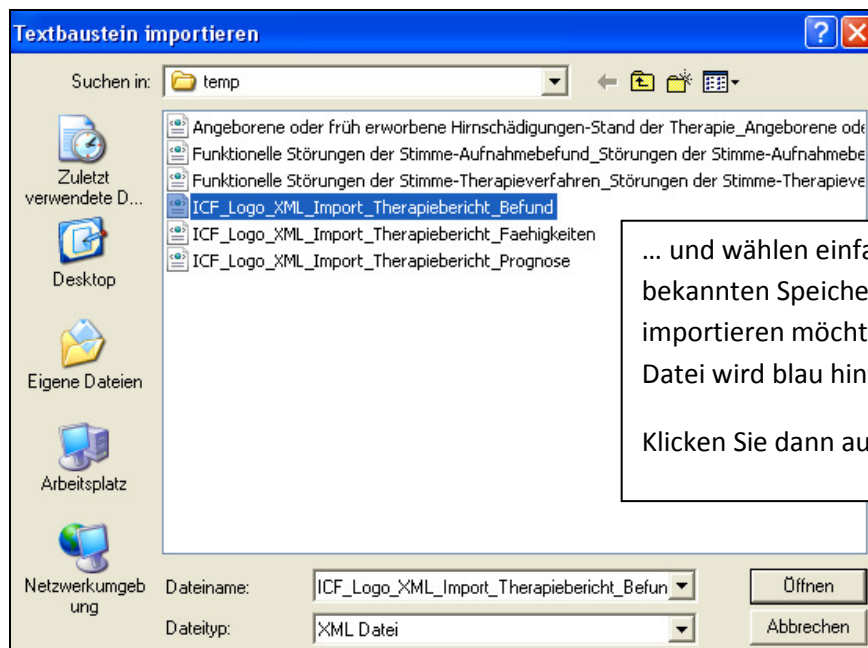 Textbaustein importieren
Suchen in: temp
Zuletzt
verwendete D...
Desktop
Eigene Dateien
Arbeitsplatz
Netzwerkumgeb
ung
Angeborene oder früh erworbene Hirnschädigungen-Stand der Therapie_Angeborene ode
Funktionelle Störungen der Stimme-Aufnahmebefund_Störungen der Stimme-Aufnahmebe
Funktionelle Störungen der Stimme-Therapieverfahren_Störungen der Stimme-Therapieve
ICF_Logo_XML_Import_Therapiebericht_Befund
ICF_Logo_XML_Import_Therapiebericht_Faehigkeiten
ICF_Logo_XML_Import_Therapiebericht_Prognose
… und wählen einfa
bekannten Speiche
importieren möcht
Datei wird blau hin
Klicken Sie dann au
Dateiname: ICF_Logo_XML_Import_Therapiebericht_Befun Öffnen
Dateityp: XML Datei Abbrechen